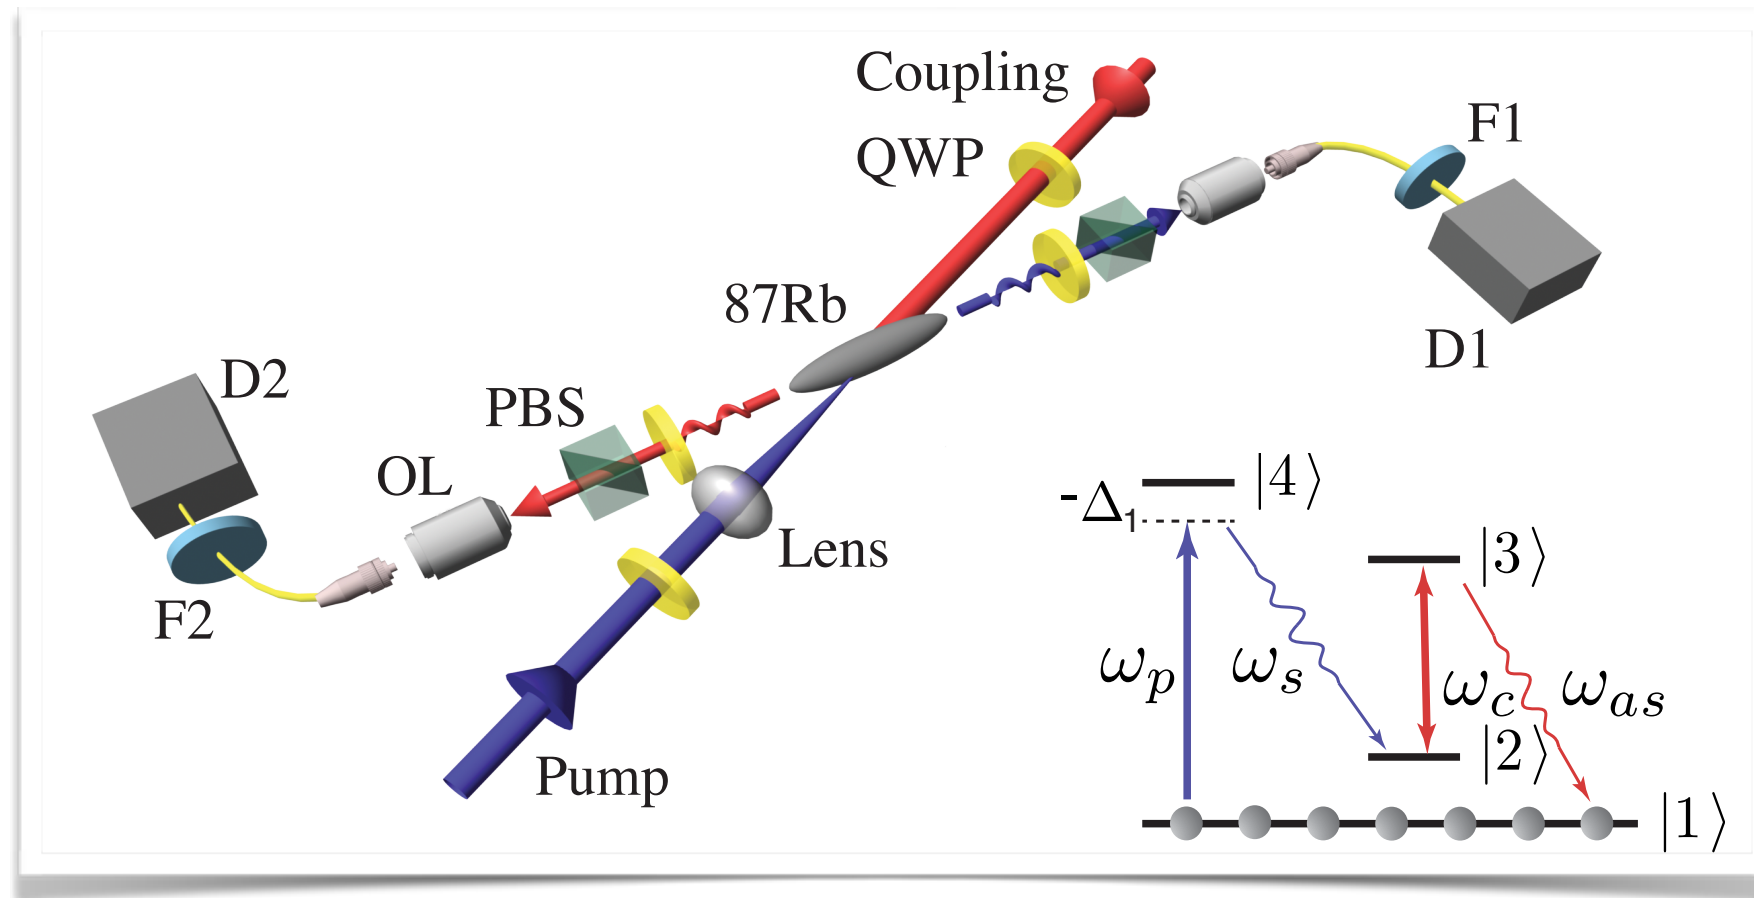 Coupling
QWP
F1
87Rb
D1
D2
PBS
OL
Lens
F2
Pump
|4⟩
-Δ₁
|3⟩
ωp
ωs
ωc
ωas
|2⟩
|1⟩